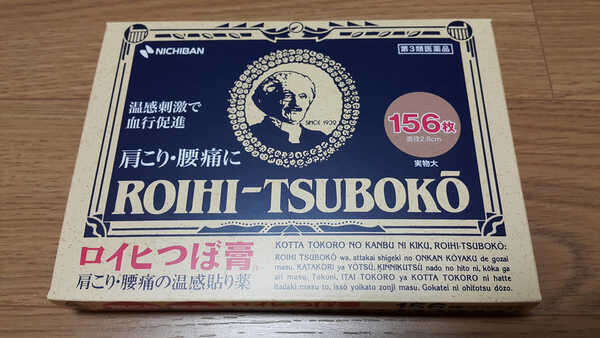 NICHIBAN
第3類医薬品
温感刺激で
血行促進
SINCE 1929
156枚
直径2.8cm
実物大
肩こり・腰痛に
ROIHI-TSUBOKŌ
ロイヒつぼ膏
肩こり・腰痛の温感貼り薬
KOTTA TOKORO NO KANBU NI KIKU, ROIHI-TSUBOKŌ:
ROIHI TSUBOKŌ wa, attakai shigeki no ONKAN KŌYAKU de gozai
masu. KATAKORI ya YŌTSŪ, KINNIKUTSŪ nado no hito ni, kōka ga
ari masu. Tokuni, ITAI TOKORO ya KOTTA TOKORO ni hatte
itadaki masu to, isso yoikato zonji masu. Gokatei ni ohitotsu dōzo.
156